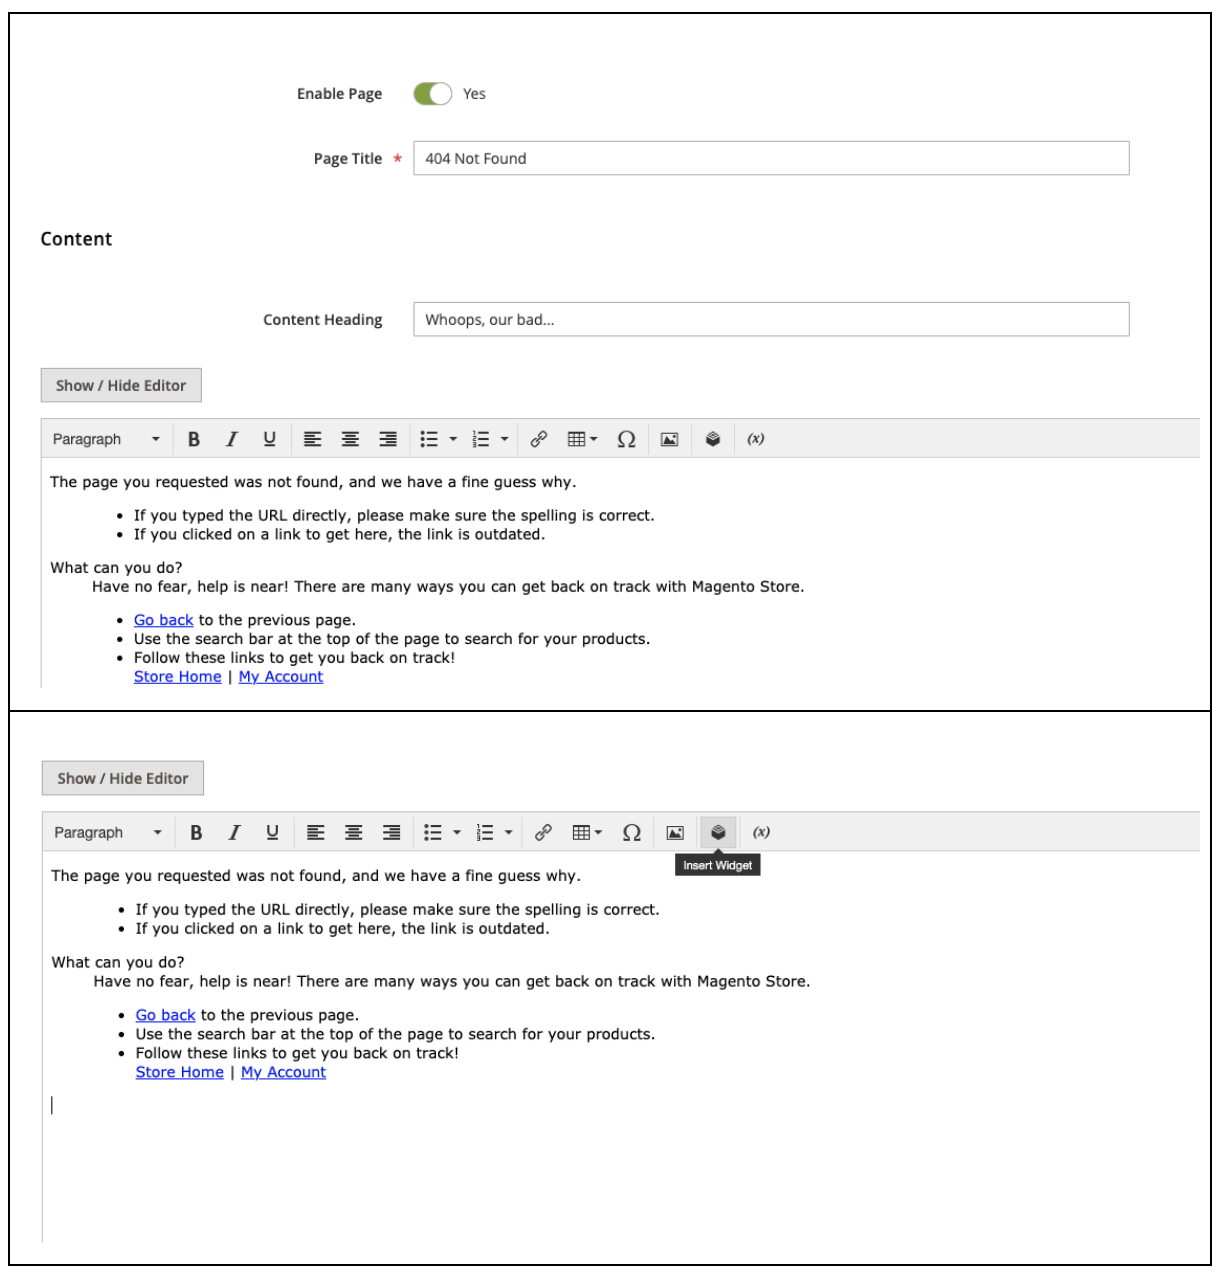 Enable Page Yes
Page Title * 404 Not Found
Content
Content Heading Whoops, our bad...
Show / Hide Editor
Paragraph B I U Ω (x)
The page you requested was not found, and we have a fine guess why.
• If you typed the URL directly, please make sure the spelling is correct.
• If you clicked on a link to get here, the link is outdated.
What can you do?
Have no fear, help is near! There are many ways you can get back on track with Magento Store.
• Go back to the previous page.
• Use the search bar at the top of the page to search for your products.
• Follow these links to get you back on track!
Store Home | My Account
Show / Hide Editor
Paragraph B I U Ω (x)
Insert Widget
The page you requested was not found, and we have a fine guess why.
• If you typed the URL directly, please make sure the spelling is correct.
• If you clicked on a link to get here, the link is outdated.
What can you do?
Have no fear, help is near! There are many ways you can get back on track with Magento Store.
• Go back to the previous page.
• Use the search bar at the top of the page to search for your products.
• Follow these links to get you back on track!
Store Home | My Account